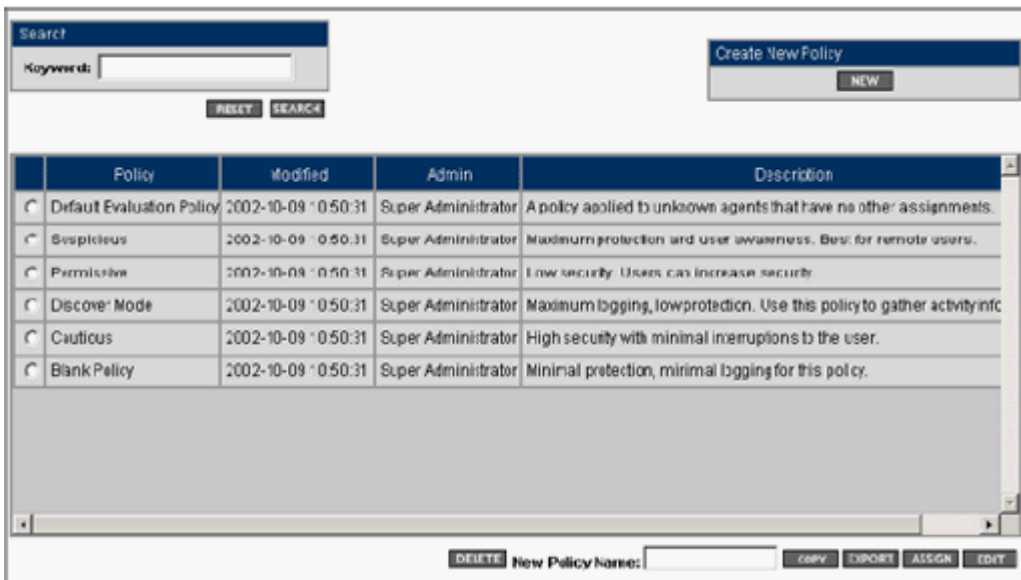 Search
Keyword:
RESET SEARCH
Create New Policy
NEW
Policy Modified Admin Description
Default Evaluation Policy 2002-10-09 10:50:31 Super Administrator A policy applied to unknown agents that have no other assignments.
Suspicious 2002-10-09 10:50:31 Super Administrator Maximum protection and user awareness. Best for remote users.
Permissive 2002-10-09 10:50:31 Super Administrator Low security. Users can increase security
Discover Mode 2002-10-09 10:50:31 Super Administrator Maximum logging, low protection. Use this policy to gather activity info
Cautious 2002-10-09 10:50:31 Super Administrator High security with minimal interruptions to the user.
Blank Policy 2002-10-09 10:50:31 Super Administrator Minimal protection, minimal logging for this policy.
DELETE New Policy Name: COPY EXPORT ASSIGN EDIT